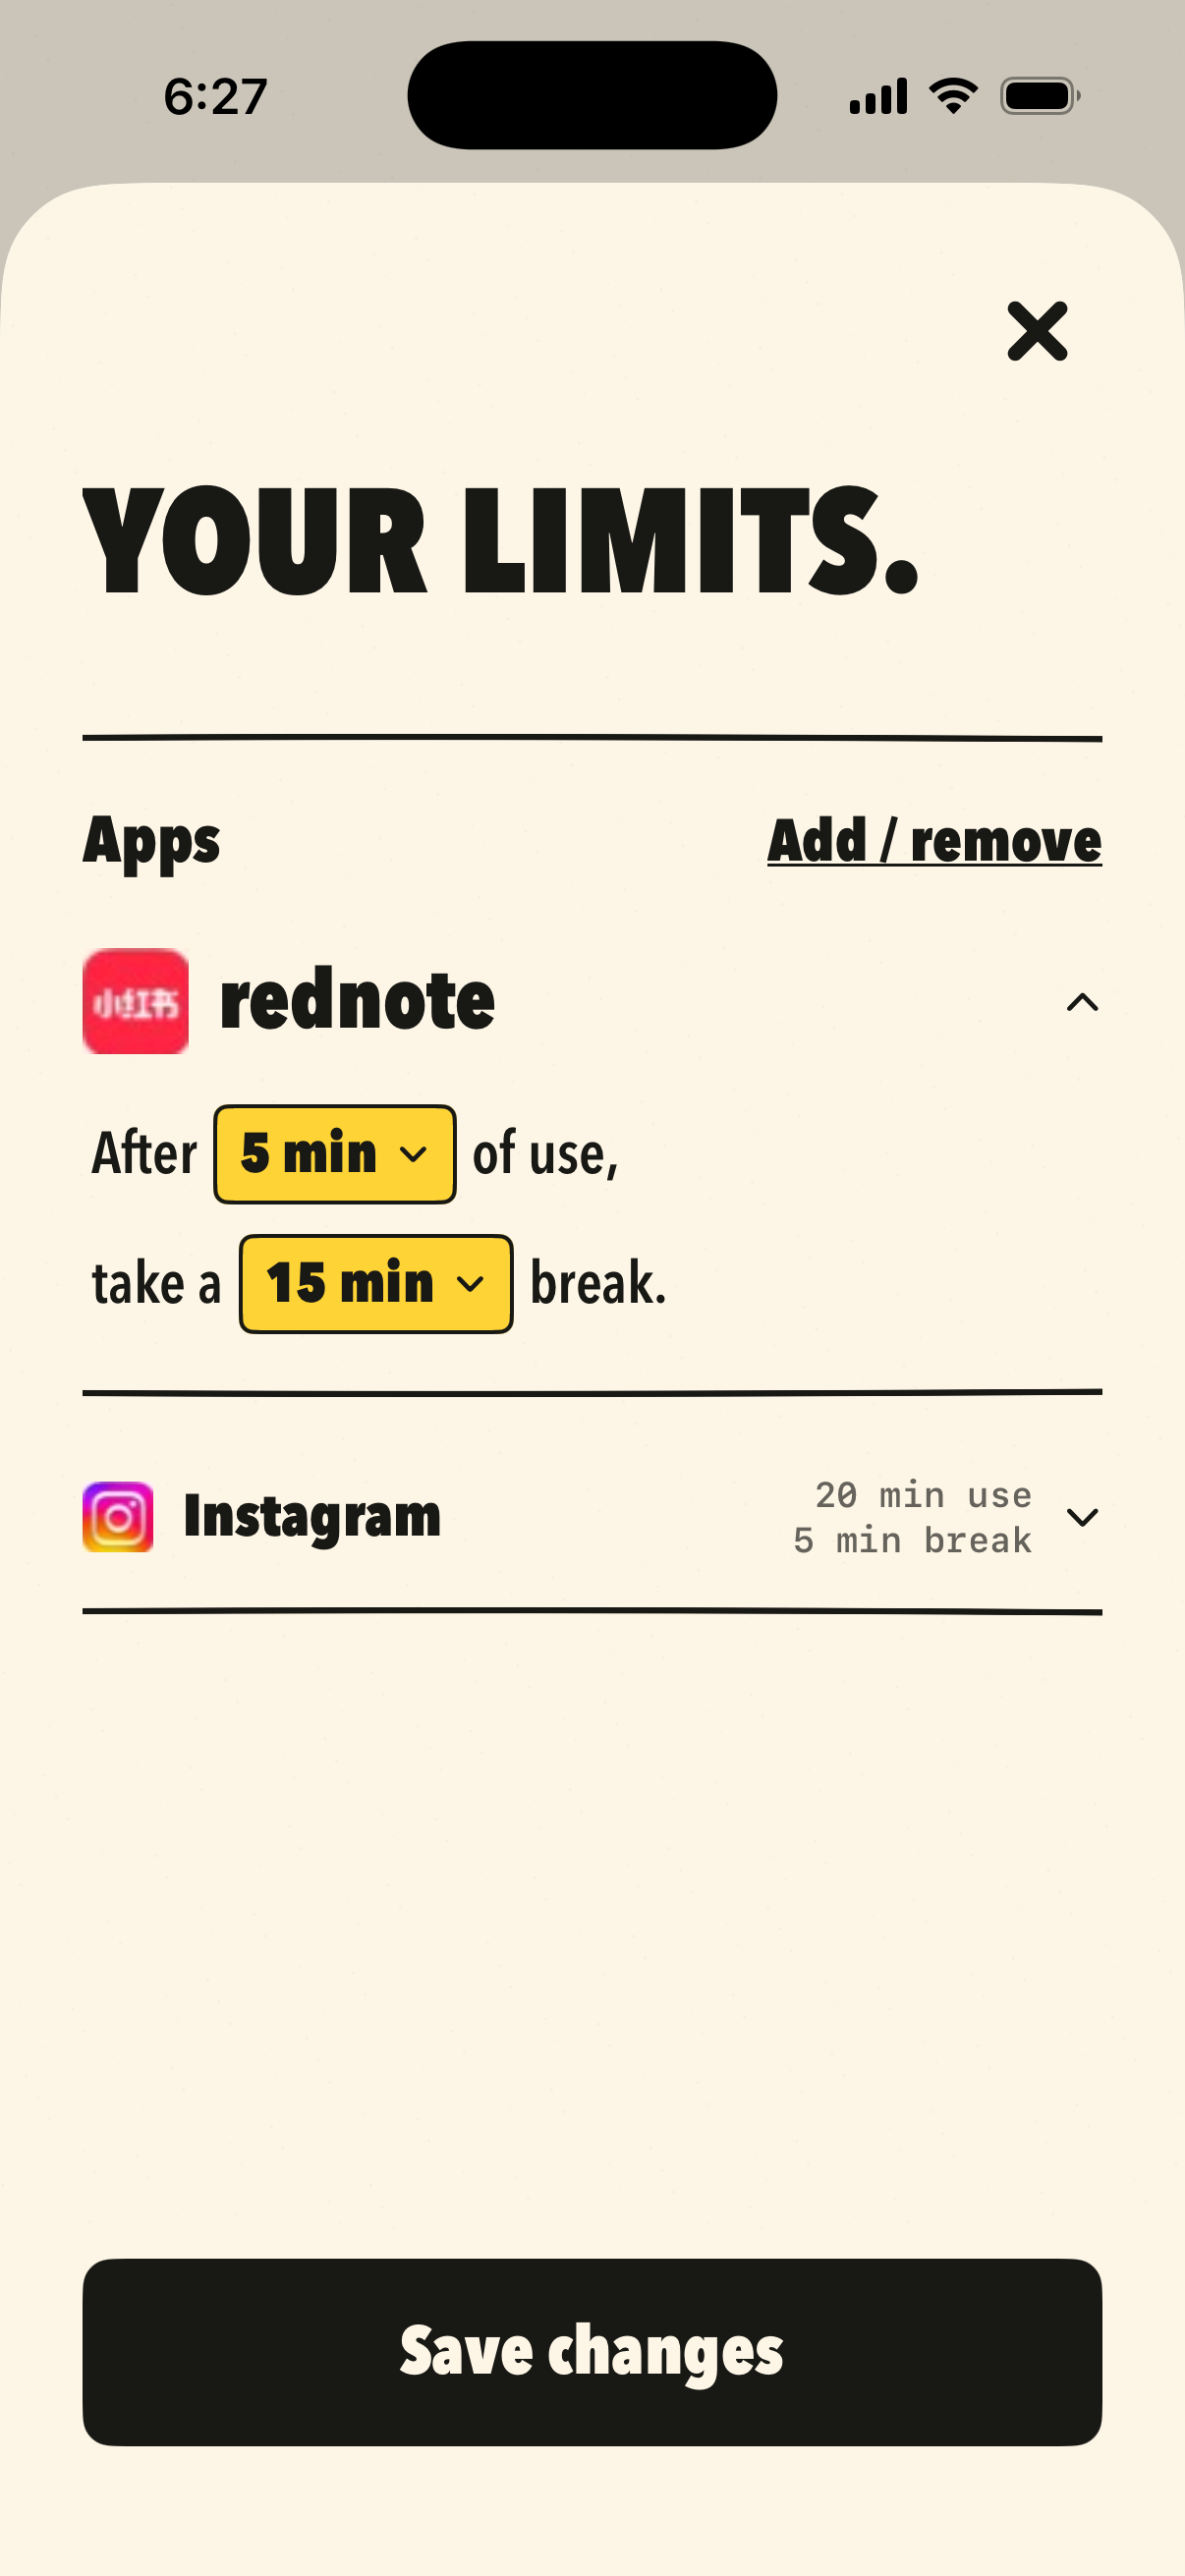 6:27
YOUR LIMITS.
Apps
Add / remove
小红书
rednote
After 5 min of use,
take a 15 min break.
Instagram
20 min use
5 min break
Save changes